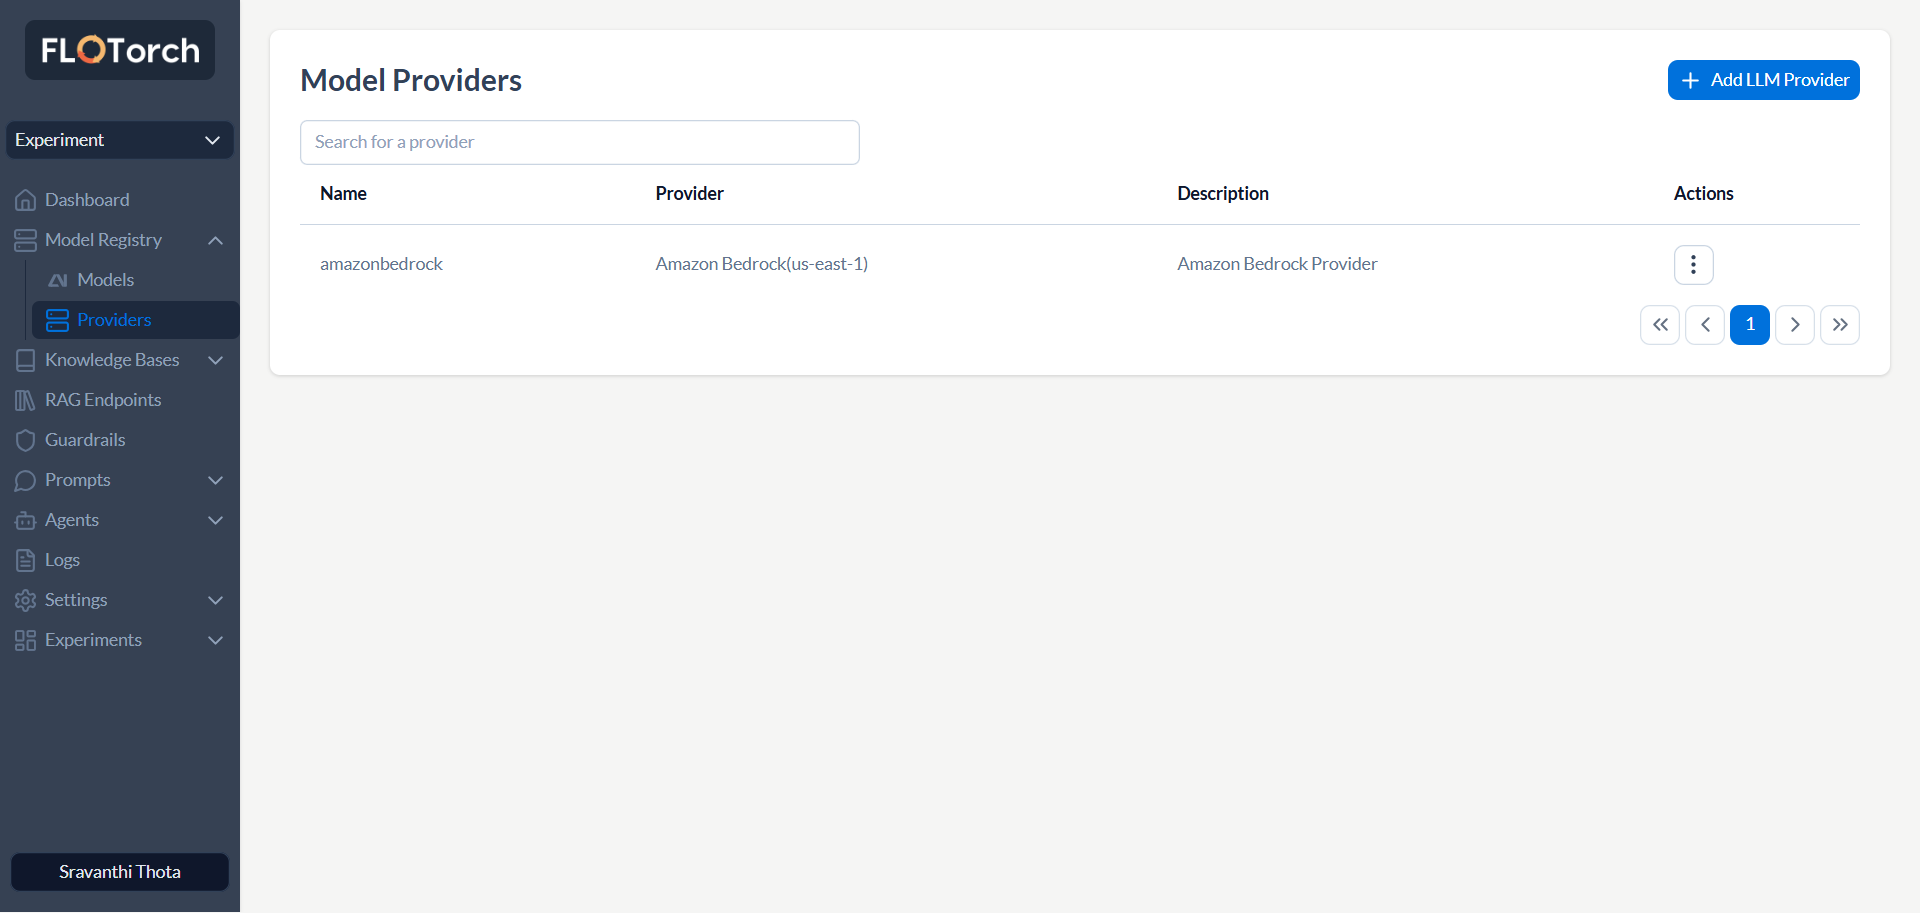 FLOTorch
Experiment
Dashboard
Model Registry
Models
Providers
Knowledge Bases
RAG Endpoints
Guardrails
Prompts
Agents
Logs
Settings
Experiments
Sravanthi Thota
Model Providers
Add LLM Provider
Search for a provider
Name Provider Description Actions
amazonbedrock Amazon Bedrock(us-east-1) Amazon Bedrock Provider
1